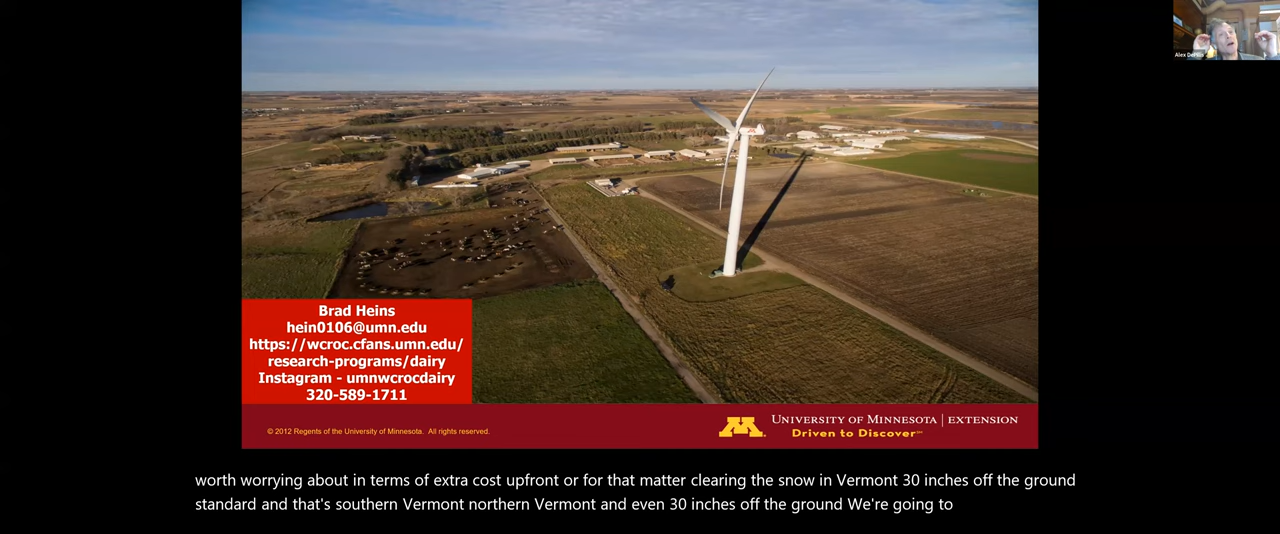 Alex
Brad Heins
hein0106@umn.edu
https://wcroc.cfans.umn.edu/
research-programs/dairy
Instagram - umnwcrocdairy
320-589-1711
UNIVERSITY OF MINNESOTA | EXTENSION
Driven to Discover℠
© 2012 Regents of the University of Minnesota. All rights reserved.
worth worrying about in terms of extra cost upfront or for that matter clearing the snow in Vermont 30 inches off the ground
standard and that's southern Vermont northern Vermont and even 30 inches off the ground We're going to